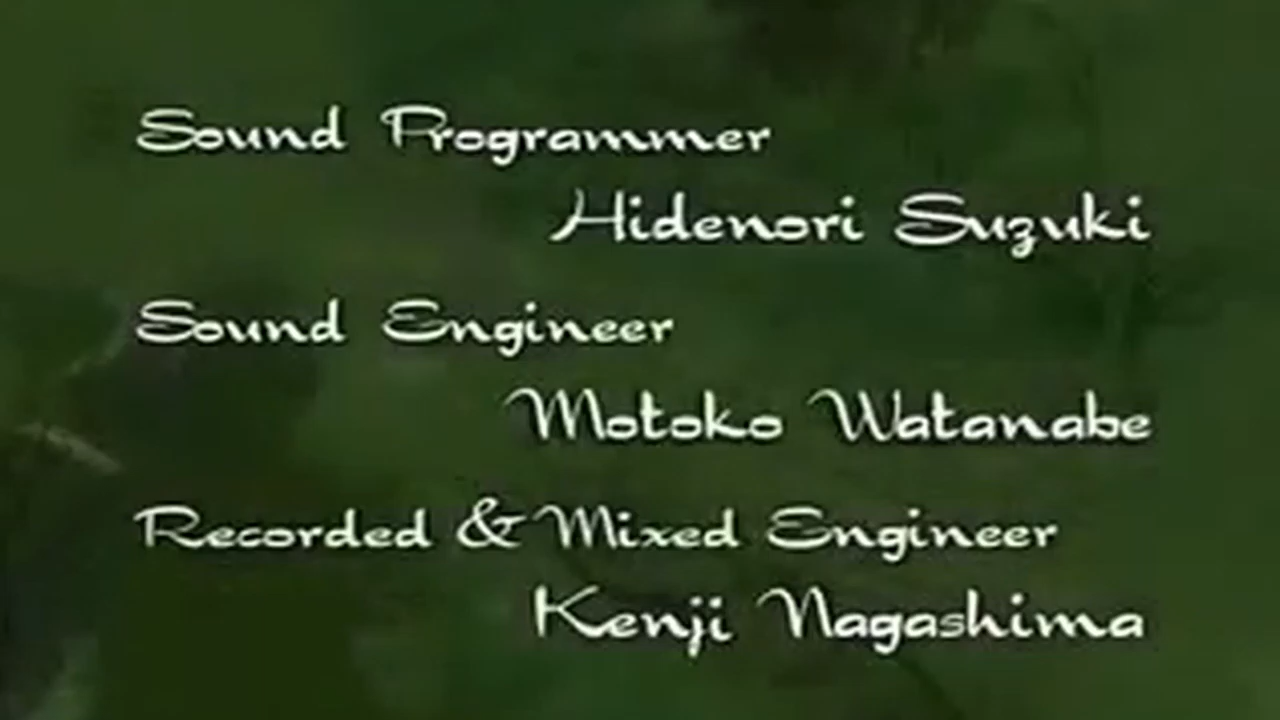 Sound Programmer
Hidenori Suzuki
Sound Engineer
Motoko Watanabe
Recorded & Mixed Engineer
Kenji Nagashima